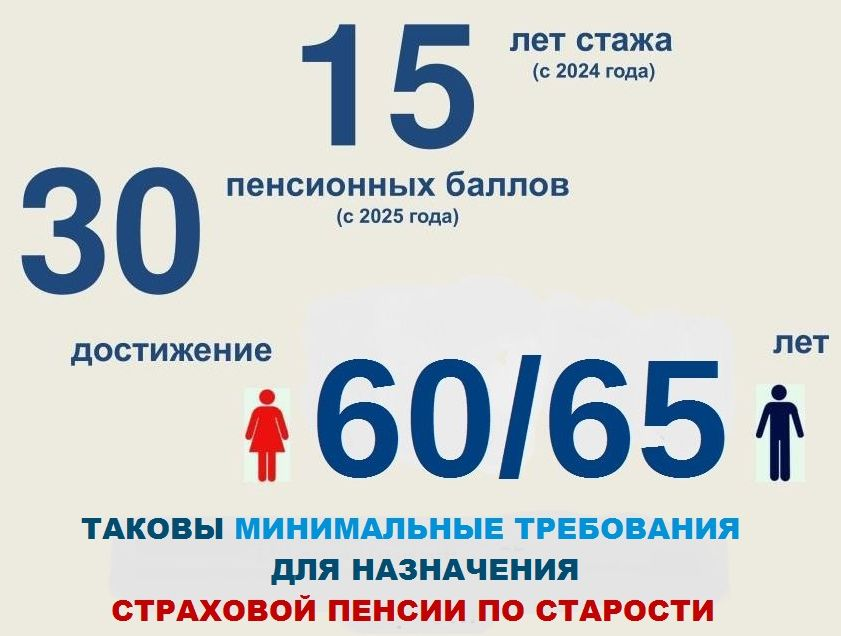 15
лет стажа
(с 2024 года)
30
пенсионных баллов
(с 2025 года)
достижение
60/65
лет
ТАКОВЫ МИНИМАЛЬНЫЕ ТРЕБОВАНИЯ
ДЛЯ НАЗНАЧЕНИЯ
СТРАХОВОЙ ПЕНСИИ ПО СТАРОСТИ